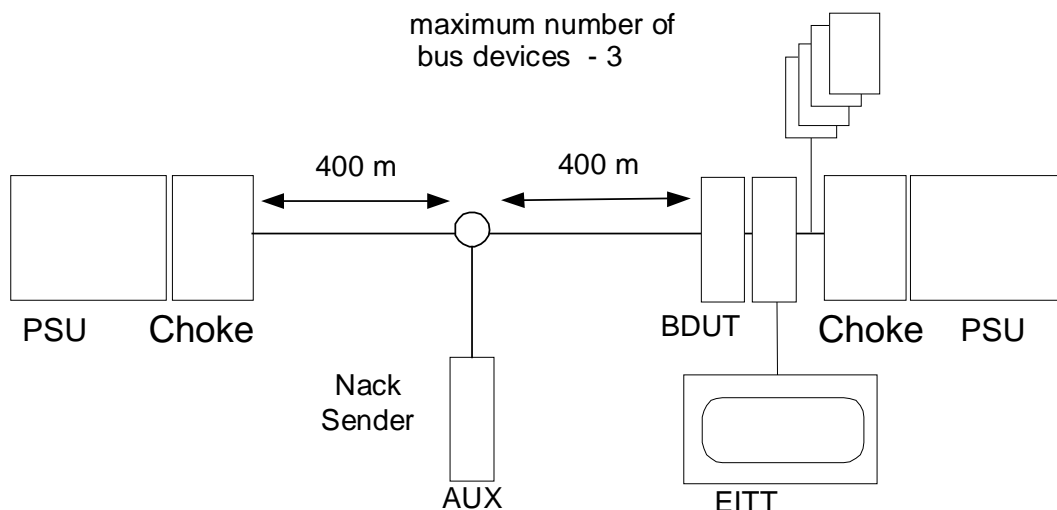 maximum number of
bus devices - 3
400 m
400 m
PSU
Choke
BDUT
Choke
PSU
Nack
Sender
AUX
EITT